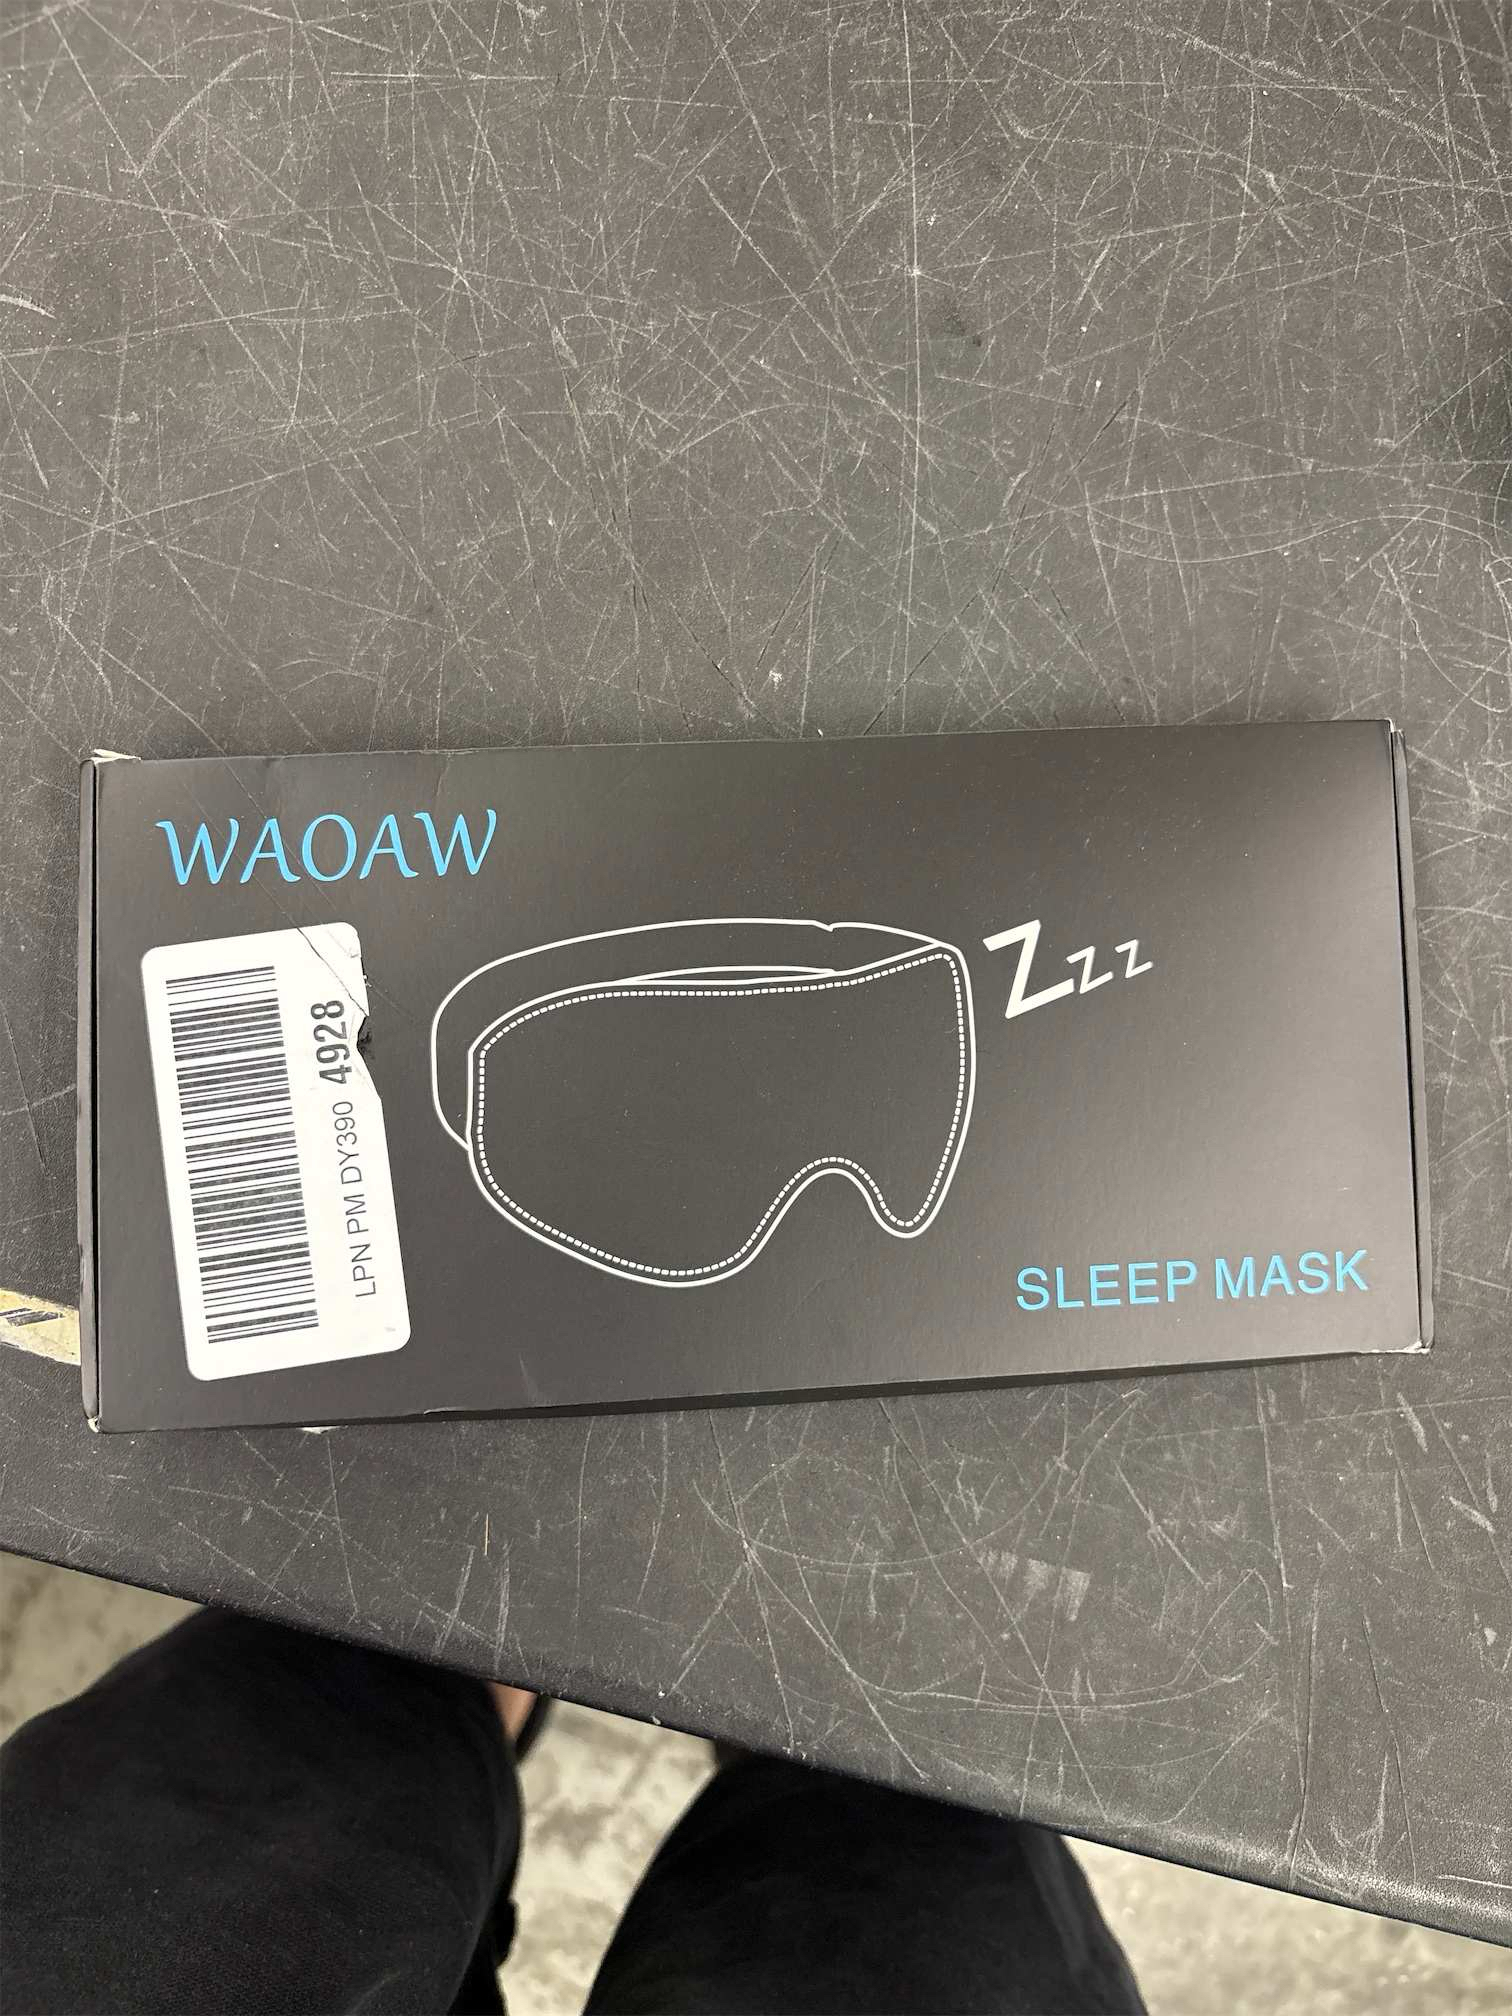 WAOAW
LPN PM DY390 4928
Zzz
SLEEP MASK